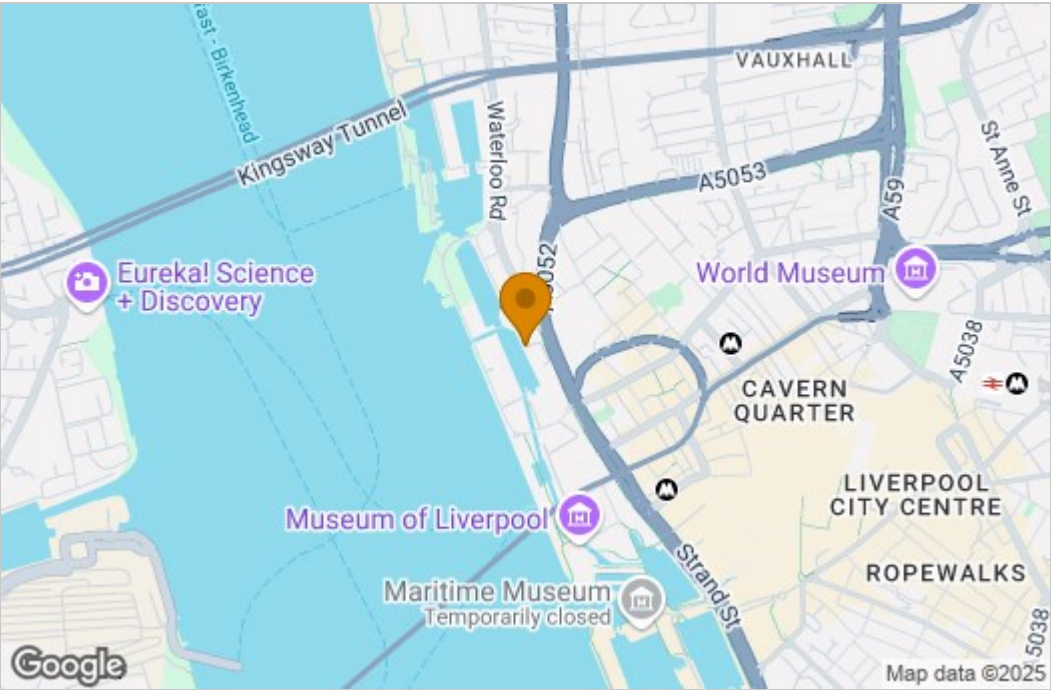 ast - Birkenhead
VAUXHALL
Kingsway Tunnel
Waterloo Rd
St Anne St
A5053
A59
Eureka! Science
+ Discovery
World Museum
A5038
CAVERN
QUARTER
LIVERPOOL
CITY CENTRE
Museum of Liverpool
ROPEWALKS
Strand St
Maritime Museum
Temporarily closed
5038
Google
Map data ©2025